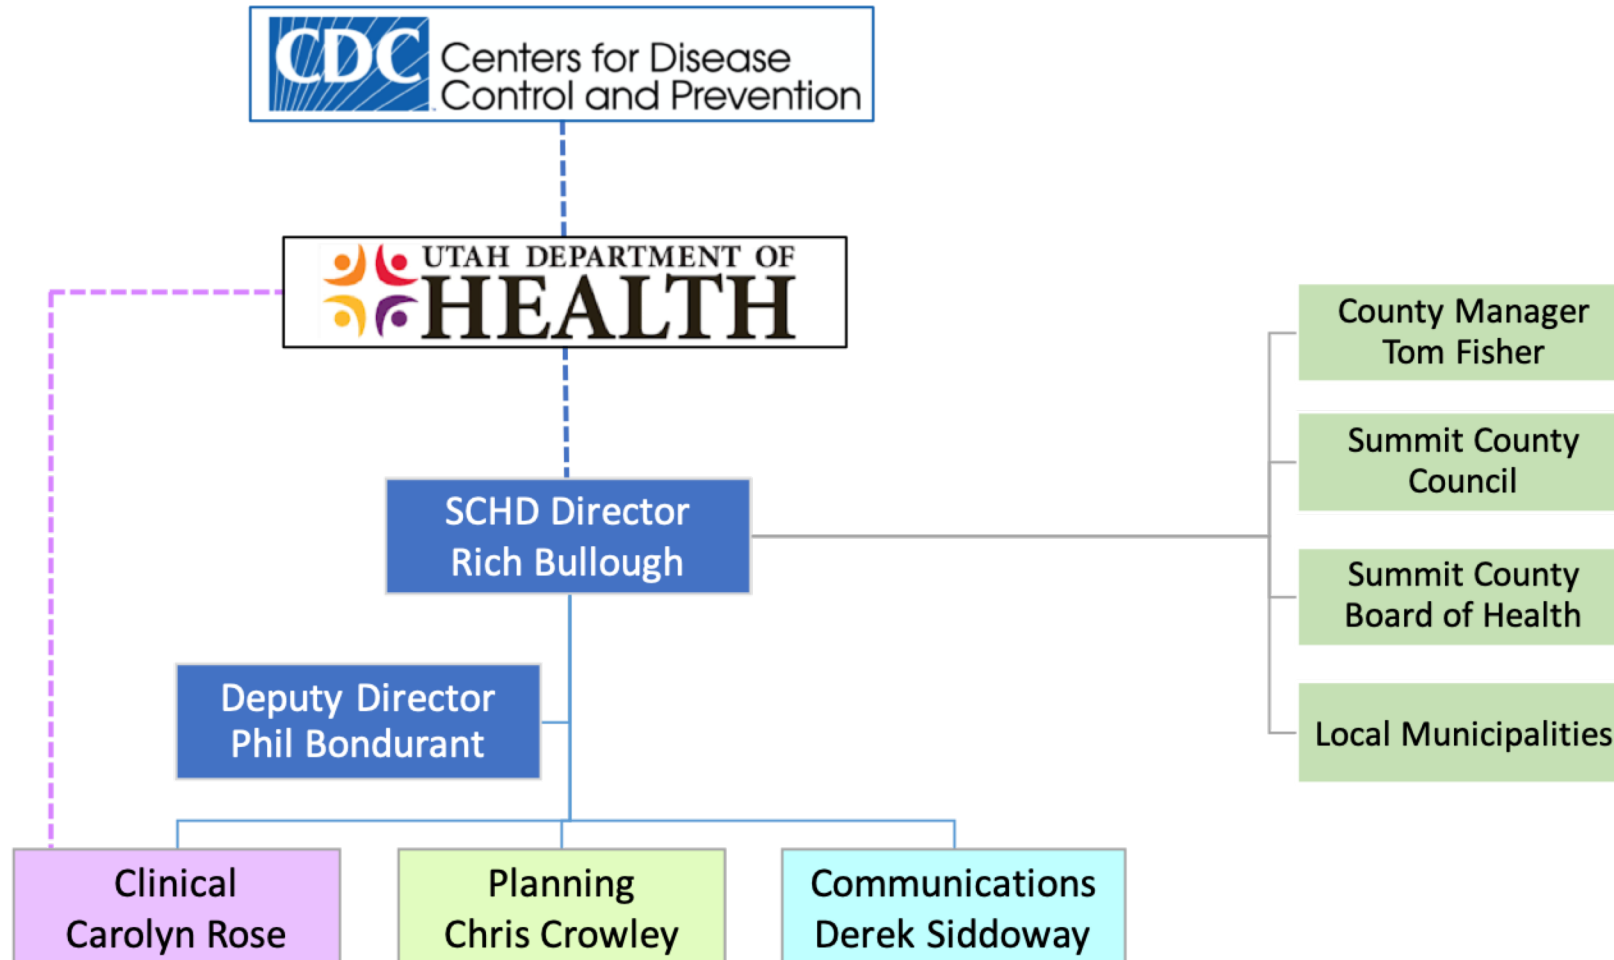 CDC
Centers for Disease
Control and Prevention
UTAH DEPARTMENT OF
HEALTH
County Manager
Tom Fisher
Summit County
Council
SCHD Director
Rich Bullough
Summit County
Board of Health
Deputy Director
Phil Bondurant
Local Municipalities
Clinical
Carolyn Rose
Planning
Chris Crowley
Communications
Derek Siddoway